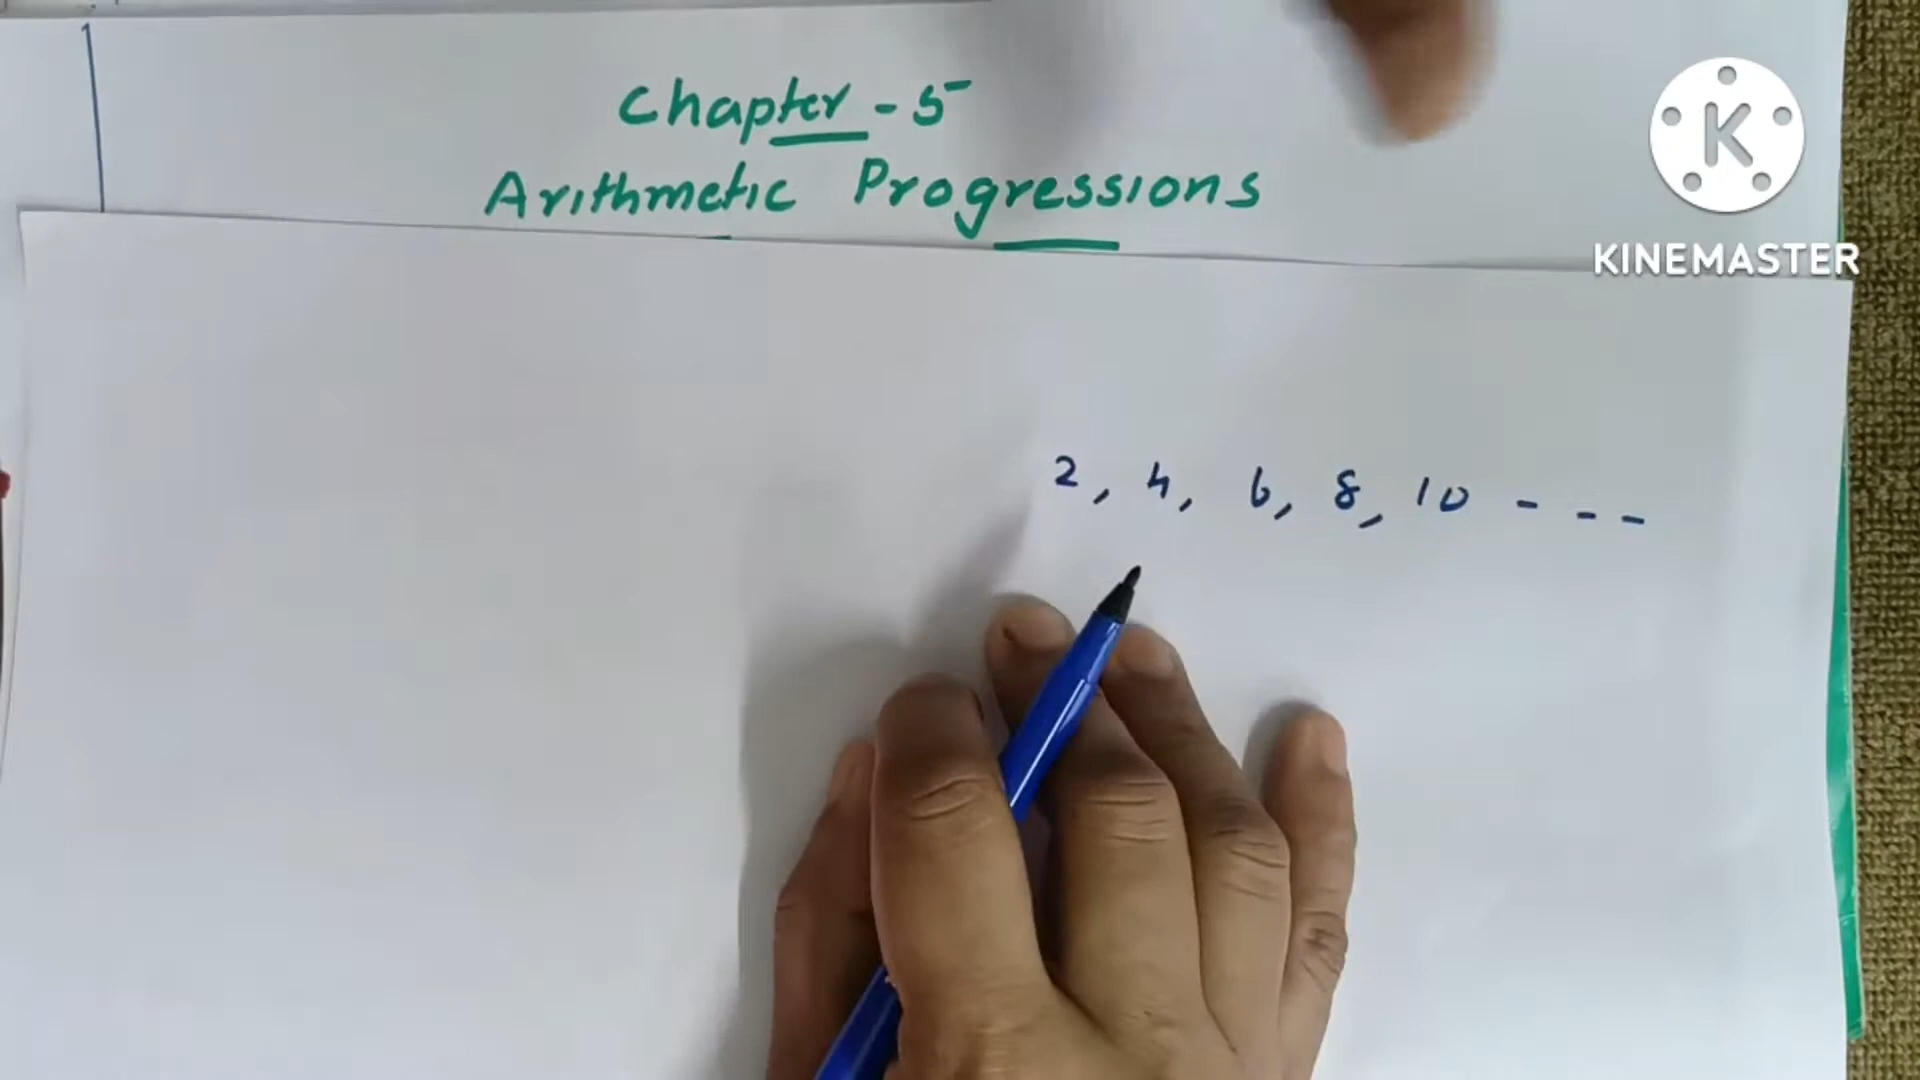 Chapter - 5
Arithmetic Progressions
K
KINEMASTER
2, 4, 6, 8, 10 - - -